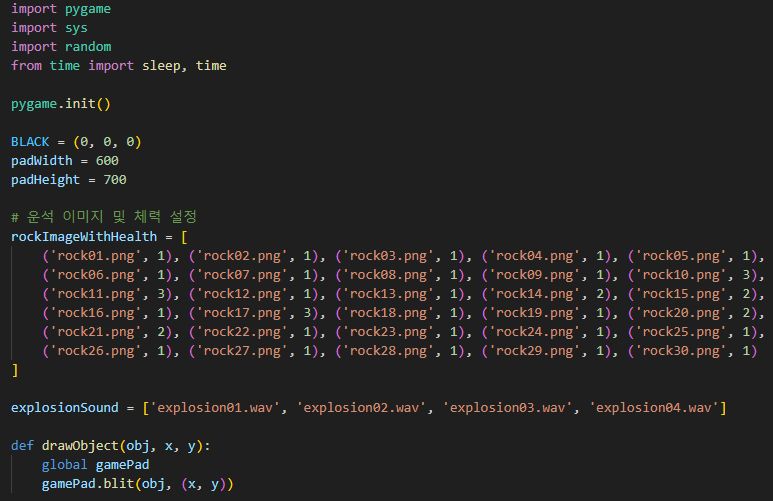 import pygame
import sys
import random
from time import sleep, time
pygame.init()
BLACK = (0, 0, 0)
padWidth = 600
padHeight = 700
# 운석 이미지 및 체력 설정
rockImageWithHealth = [
    ('rock01.png', 1), ('rock02.png', 1), ('rock03.png', 1), ('rock04.png', 1), ('rock05.png', 1),
    ('rock06.png', 1), ('rock07.png', 1), ('rock08.png', 1), ('rock09.png', 1), ('rock10.png', 3),
    ('rock11.png', 3), ('rock12.png', 1), ('rock13.png', 1), ('rock14.png', 2), ('rock15.png', 2),
    ('rock16.png', 1), ('rock17.png', 3), ('rock18.png', 1), ('rock19.png', 1), ('rock20.png', 2),
    ('rock21.png', 2), ('rock22.png', 1), ('rock23.png', 1), ('rock24.png', 1), ('rock25.png', 1),
    ('rock26.png', 1), ('rock27.png', 1), ('rock28.png', 1), ('rock29.png', 1), ('rock30.png', 1)
]
explosionSound = ['explosion01.wav', 'explosion02.wav', 'explosion03.wav', 'explosion04.wav']
def drawObject(obj, x, y):
    global gamePad
    gamePad.blit(obj, (x, y))